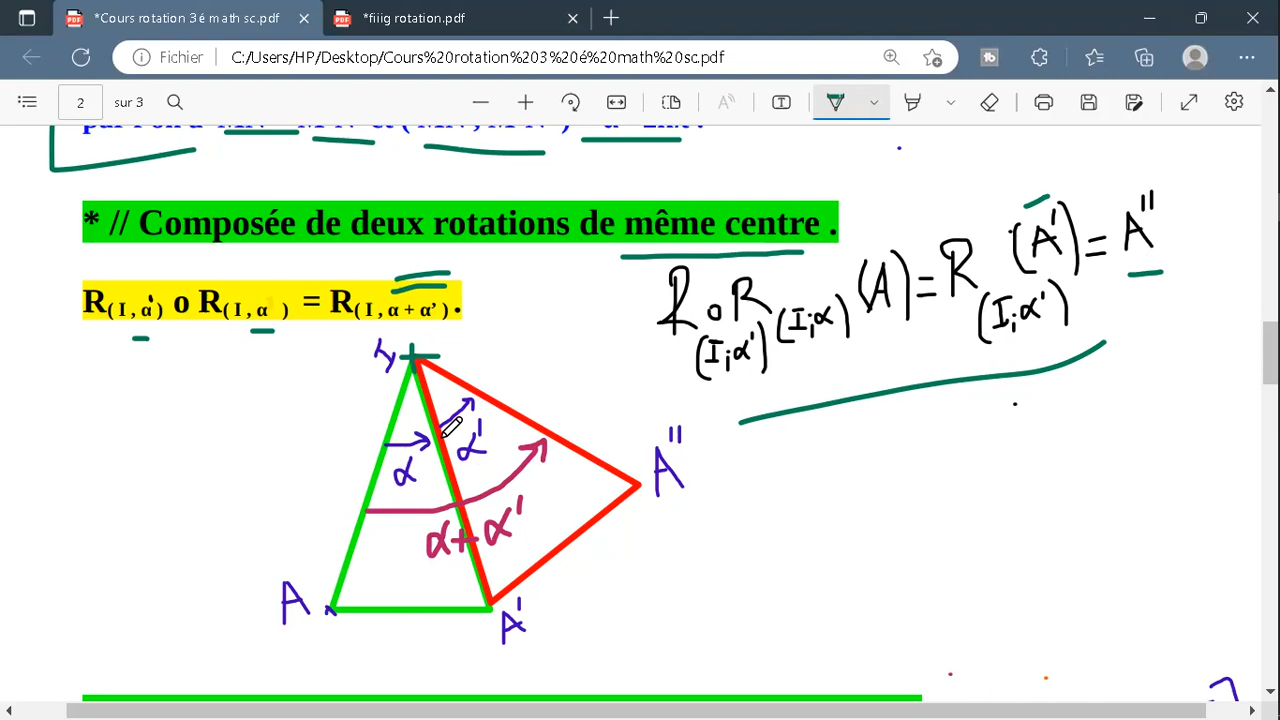 *Cours rotation 3é math sc.pdf
*fiiig rotation.pdf
Fichier C:/Users/HP/Desktop/Cours%20rotation%203%20é%20math%20sc.pdf
2 sur 3
* // Composée de deux rotations de même centre .
R( I , α') o R( I , α ) = R( I , α + α' ) .
R(I;α') o R(I;α) (A) = R(I;α') (A') = A"
α
α'
A"
α+α'
A
A'